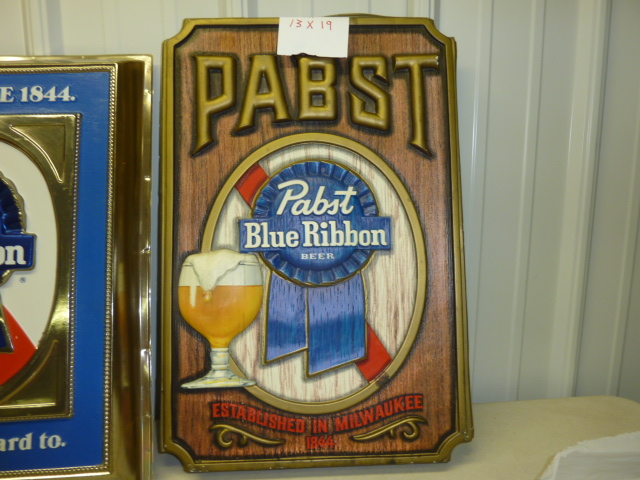 13 X 19
PABST
Pabst
Blue Ribbon
BEER
ESTABLISHED IN MILWAUKEE
1844
E 1844.
on
®
ard to.